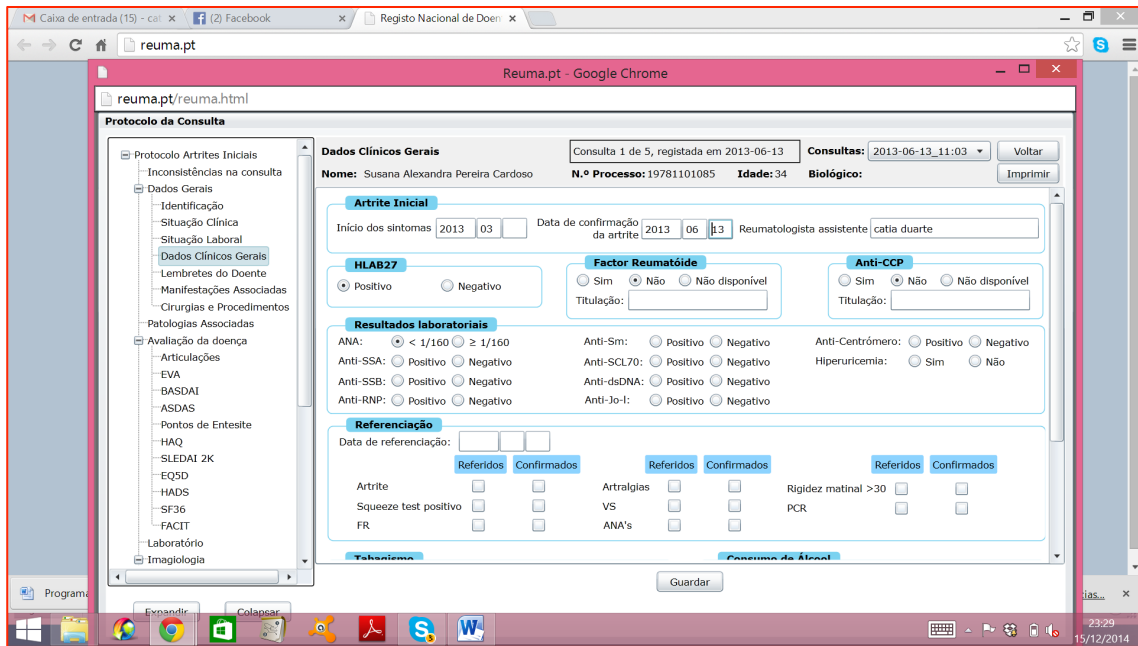 Caixa de entrada (15) - cat
(2) Facebook
Registo Nacional de Doen
reuma.pt
Reuma.pt - Google Chrome
reuma.pt/reuma.html
Protocolo da Consulta
Protocolo Artrites Iniciais
Inconsistências na consulta
Dados Gerais
Identificação
Situação Clínica
Situação Laboral
Dados Clínicos Gerais
Lembretes do Doente
Manifestações Associadas
Cirurgias e Procedimentos
Patologias Associadas
Avaliação da doença
Articulações
EVA
BASDAI
ASDAS
Pontos de Entesite
HAQ
SLEDAI 2K
EQ5D
HADS
SF36
FACIT
Laboratório
Imagiologia
Expandir Colapsar
Dados Clínicos Gerais Consulta 1 de 5, registada em 2013-06-13 Consultas: 2013-06-13_11:03 Voltar
Nome: Susana Alexandra Pereira Cardoso N.º Processo: 19781101085 Idade: 34 Biológico: Imprimir
Artrite Inicial
Início dos sintomas 2013 03 Data de confirmação da artrite 2013 06 13 Reumatologista assistente catia duarte
HLAB27 Factor Reumatóide Anti-CCP
Positivo Negativo Sim Não Não disponível Sim Não Não disponível
Titulação: Titulação:
Resultados laboratoriais
ANA: < 1/160 ≥ 1/160 Anti-Sm: Positivo Negativo Anti-Centrómero: Positivo Negativo
Anti-SSA: Positivo Negativo Anti-SCL70: Positivo Negativo Hiperuricemia: Sim Não
Anti-SSB: Positivo Negativo Anti-dsDNA: Positivo Negativo
Anti-RNP: Positivo Negativo Anti-Jo-I: Positivo Negativo
Referenciação
Data de referenciação:
Referidos Confirmados Referidos Confirmados Referidos Confirmados
Artrite Artralgias Rigidez matinal >30
Squeeze test positivo VS PCR
FR ANA's
Tabagismo Consumo de Álcool
Guardar
Programa
ias...
23:29
15/12/2014